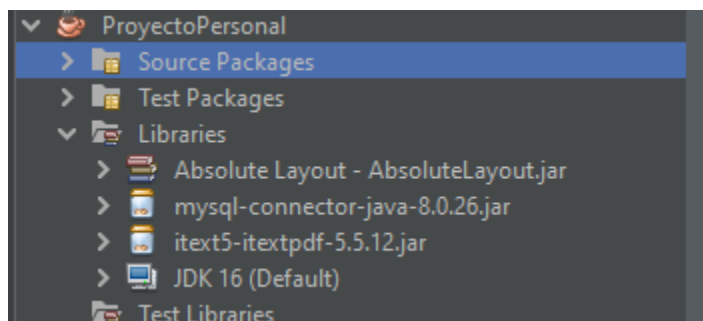 ProyectoPersonal
Source Packages
Test Packages
Libraries
Absolute Layout - AbsoluteLayout.jar
mysql-connector-java-8.0.26.jar
itext5-itextpdf-5.5.12.jar
JDK 16 (Default)
Test Libraries